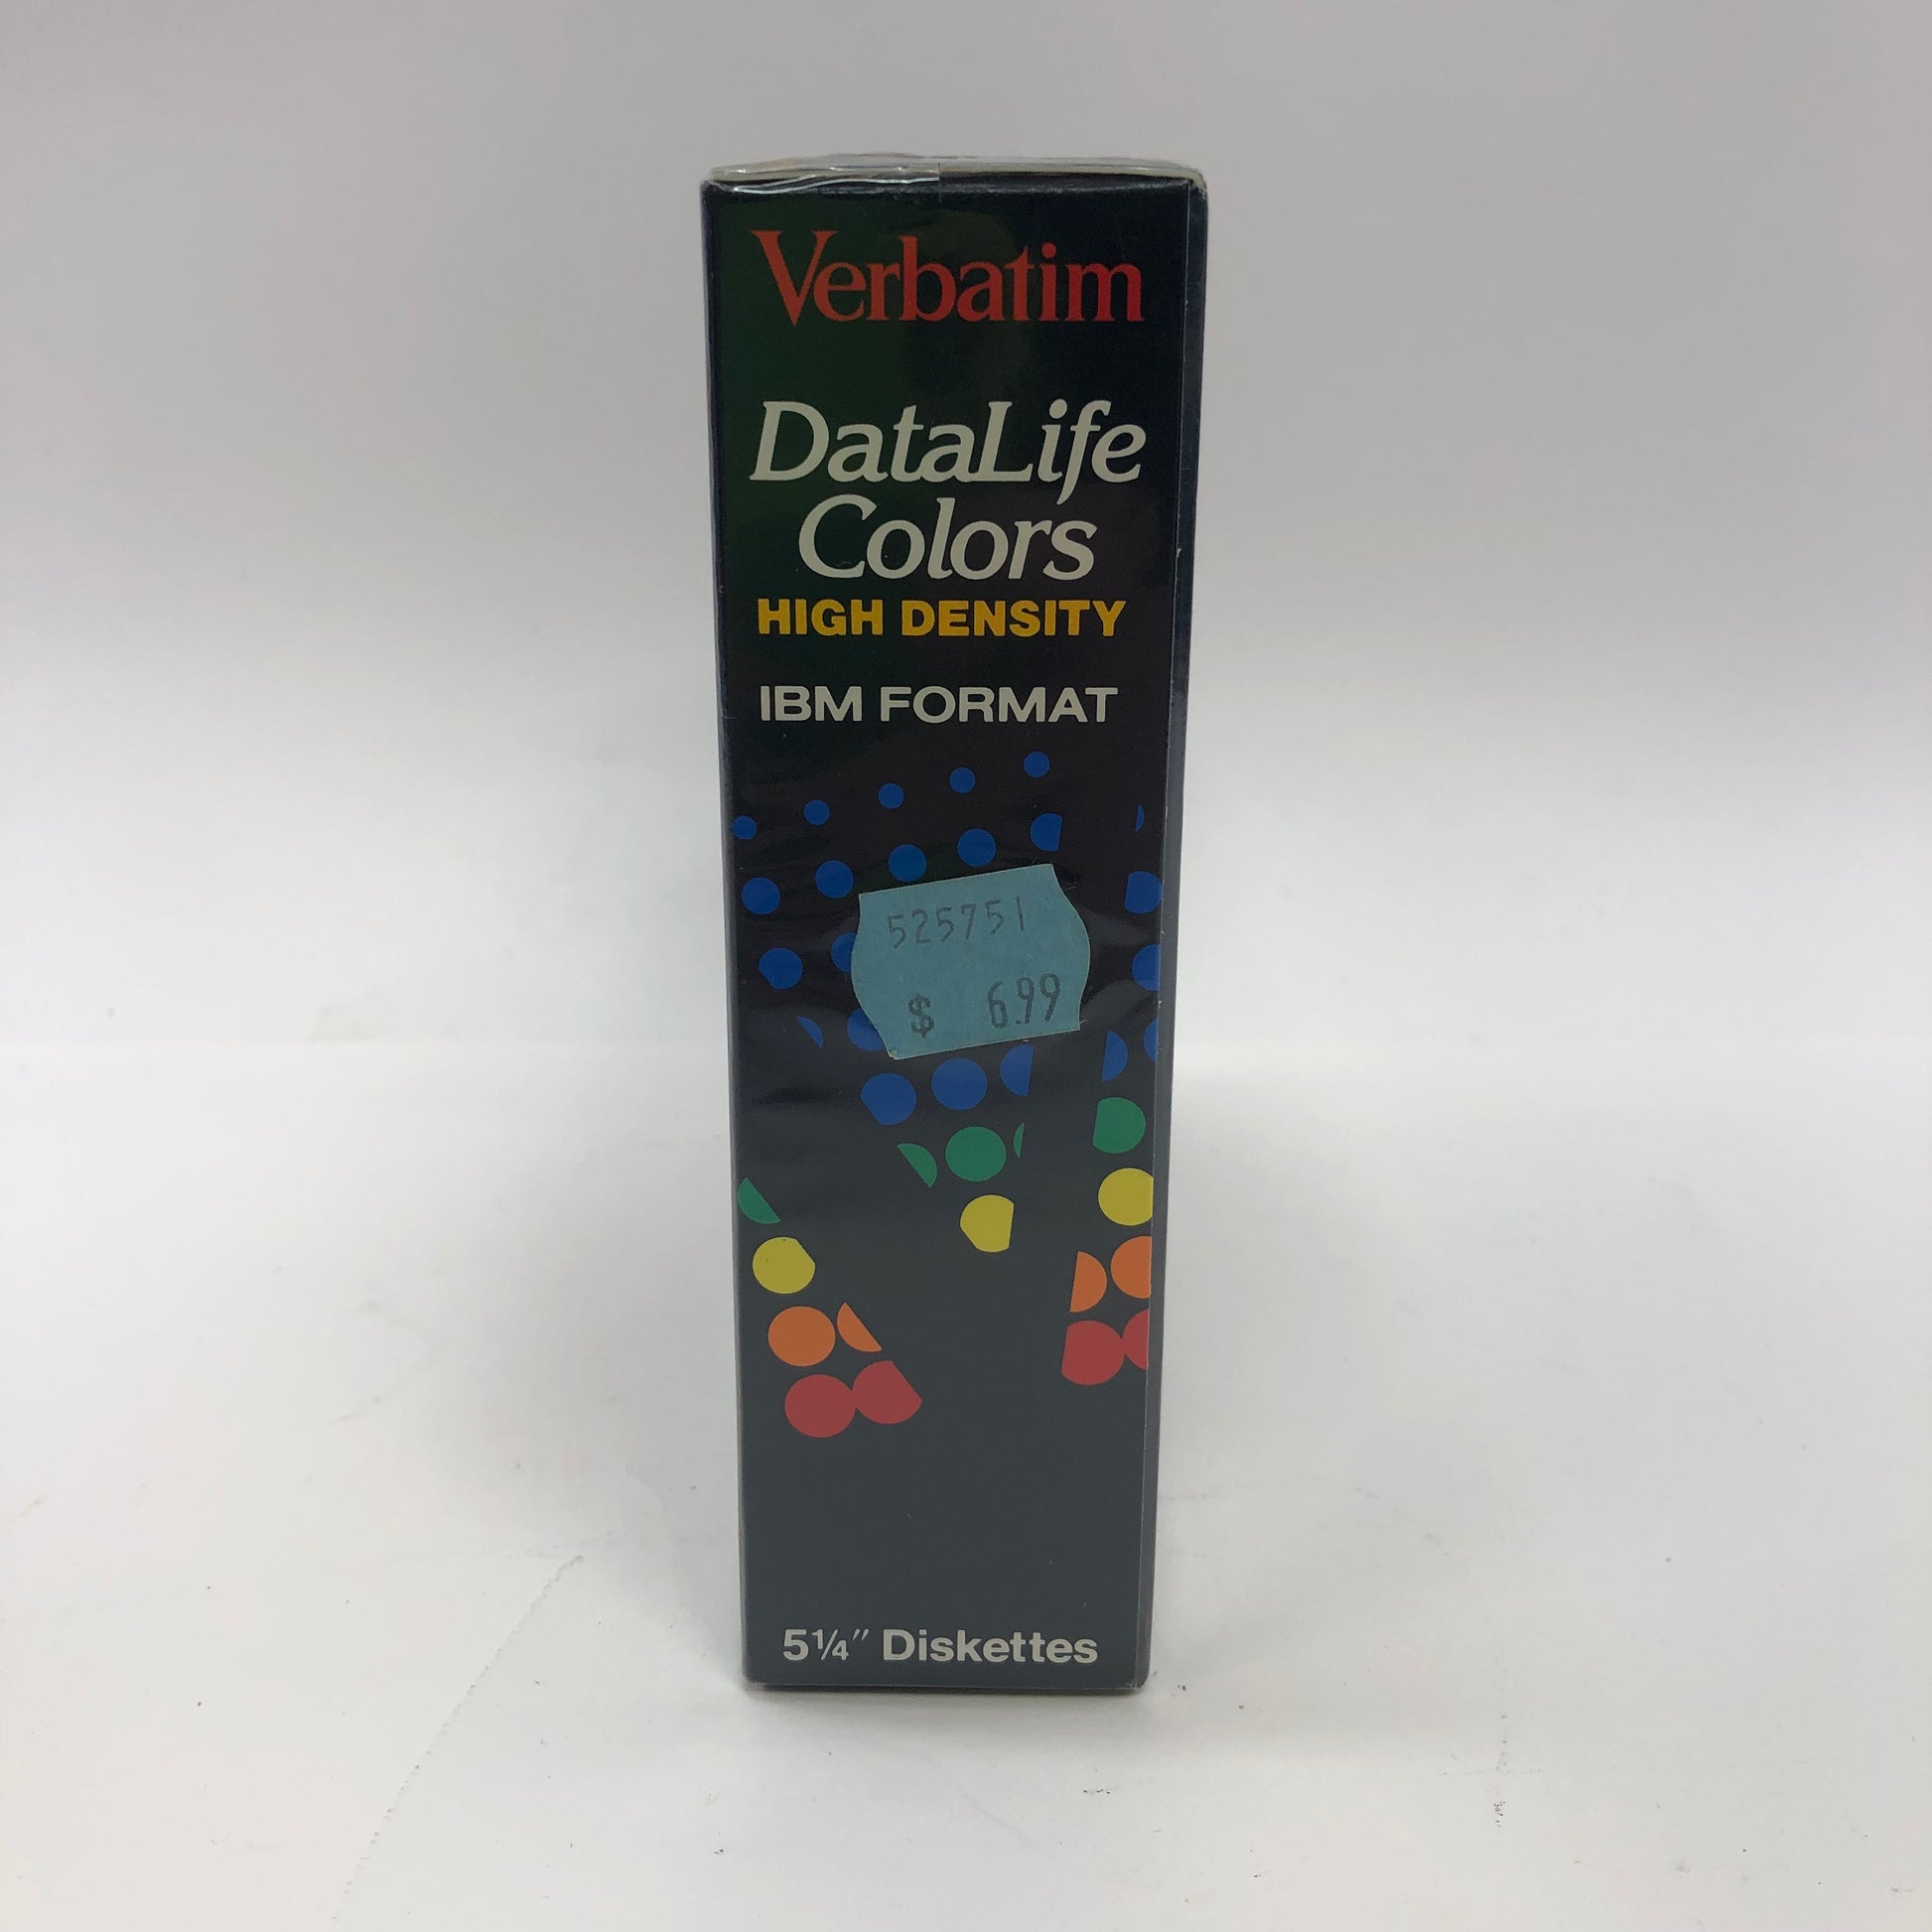 Verbatim
DataLife
Colors
HIGH DENSITY
IBM FORMAT
525751
$ 6.99
5¼" Diskettes